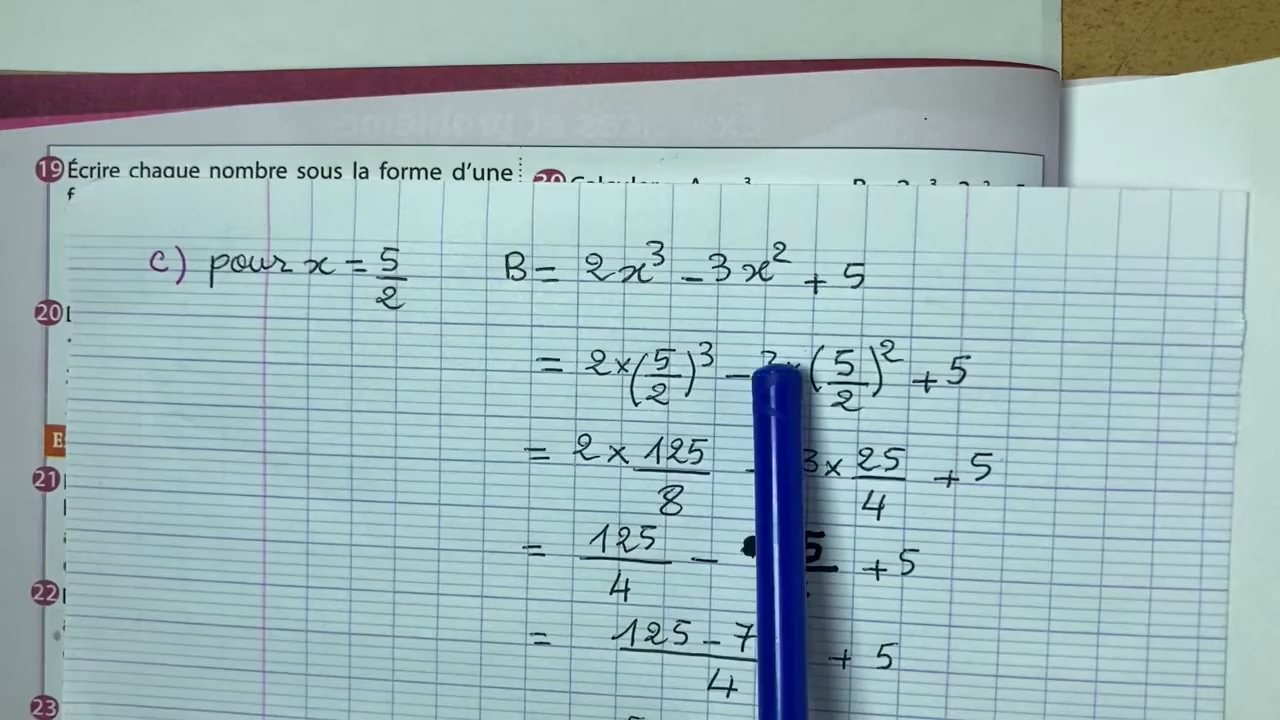 19 Écrire chaque nombre sous la forme d'une
c) pour x = 5/2 B = 2x³ - 3x² + 5
= 2 × (5/2)³ - × (5/2)² + 5
20
= 2 × 125/8 - 3 × 25/4 + 5
E
21
= 125/4 - 5 + 5
22
= 125 - 7 /4 + 5
23